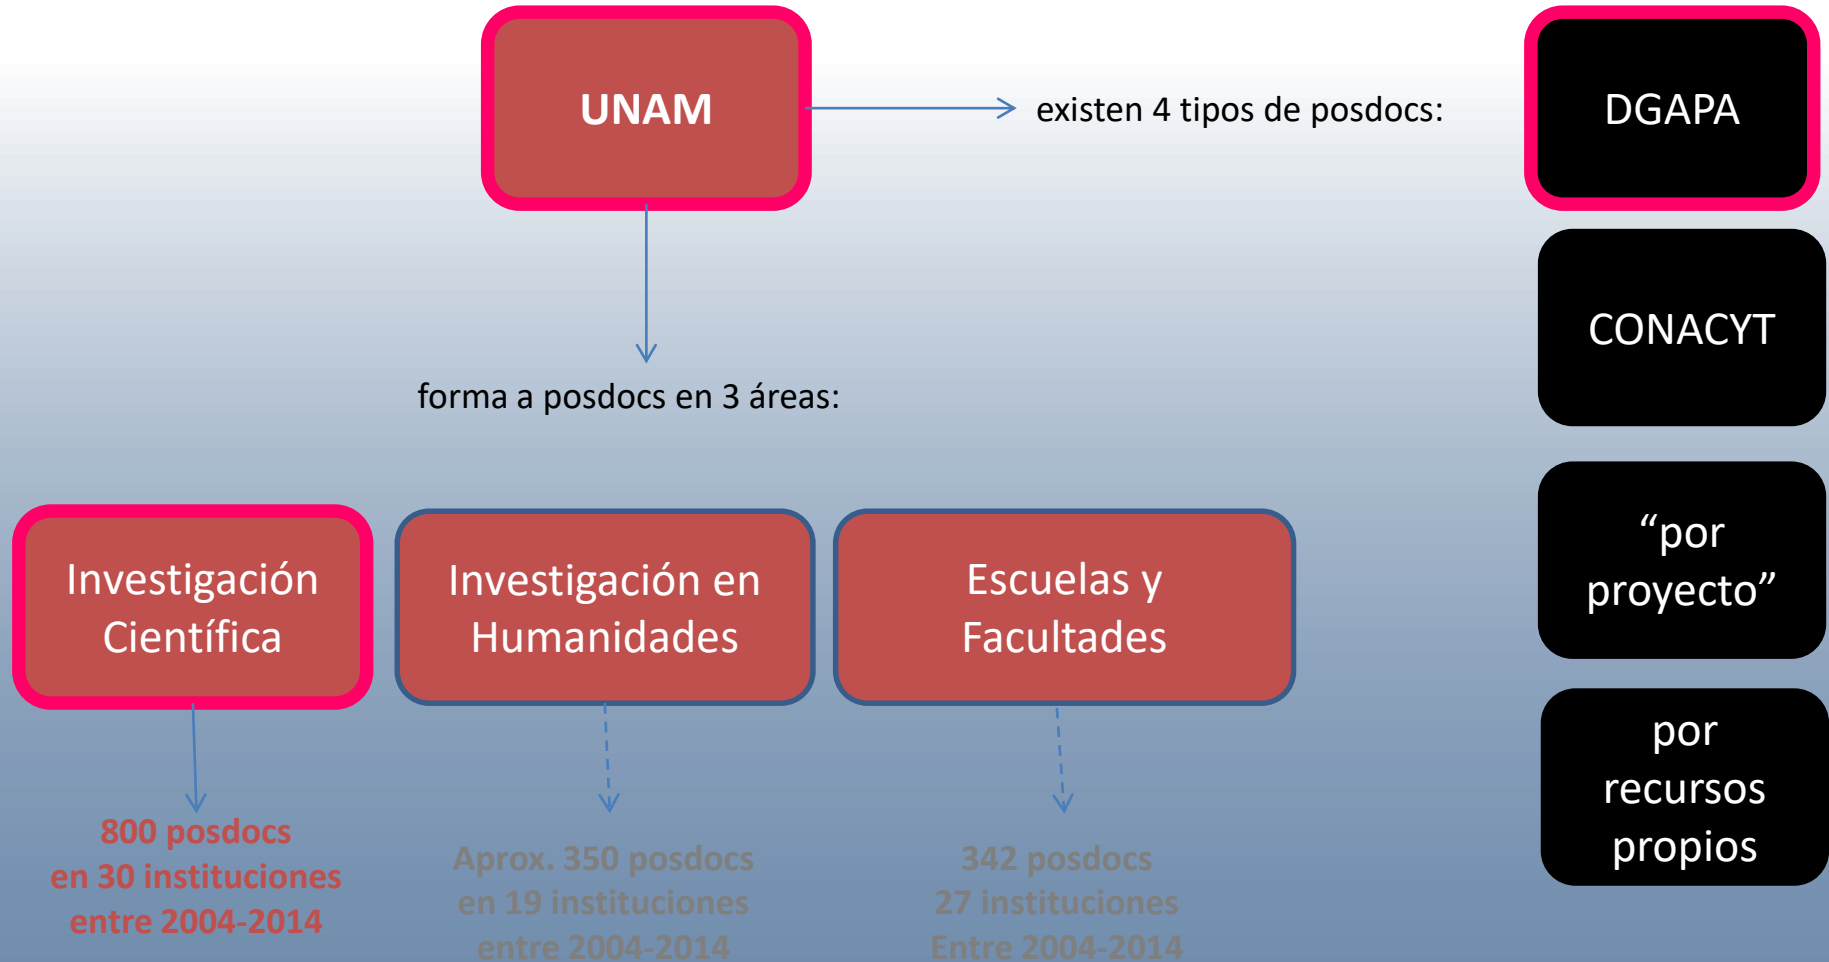 UNAM
existen 4 tipos de posdocs:
DGAPA
CONACYT
forma a posdocs en 3 áreas:
“por
proyecto”
Investigación
Científica
Investigación en
Humanidades
Escuelas y
Facultades
por
recursos
propios
800 posdocs
en 30 instituciones
entre 2004-2014
Aprox. 350 posdocs
en 19 instituciones
entre 2004-2014
342 posdocs
27 instituciones
Entre 2004-2014